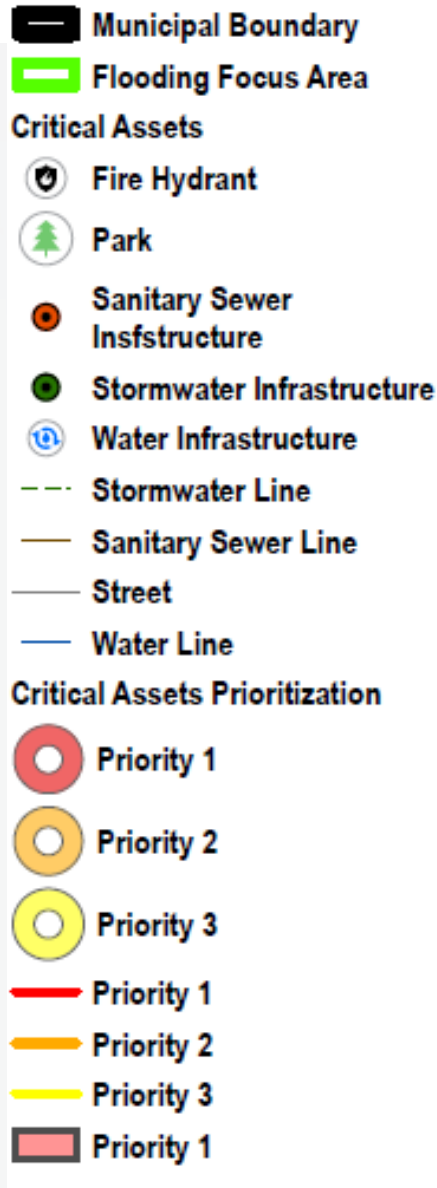 Municipal Boundary
Flooding Focus Area
Critical Assets
Fire Hydrant
Park
Sanitary Sewer
Insfstructure
Stormwater Infrastructure
Water Infrastructure
Stormwater Line
Sanitary Sewer Line
Street
Water Line
Critical Assets Prioritization
Priority 1
Priority 2
Priority 3
Priority 1
Priority 2
Priority 3
Priority 1